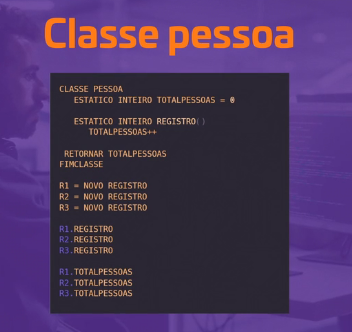 Classe pessoa
CLASSE PESSOA
ESTATICO INTEIRO TOTALPESSOAS = 0
ESTATICO INTEIRO REGISTRO()
TOTALPESSOAS++
RETORNAR TOTALPESSOAS
FIMCLASSE
R1 = NOVO REGISTRO
R2 = NOVO REGISTRO
R3 = NOVO REGISTRO
R1.REGISTRO
R2.REGISTRO
R3.REGISTRO
R1.TOTALPESSOAS
R2.TOTALPESSOAS
R3.TOTALPESSOAS